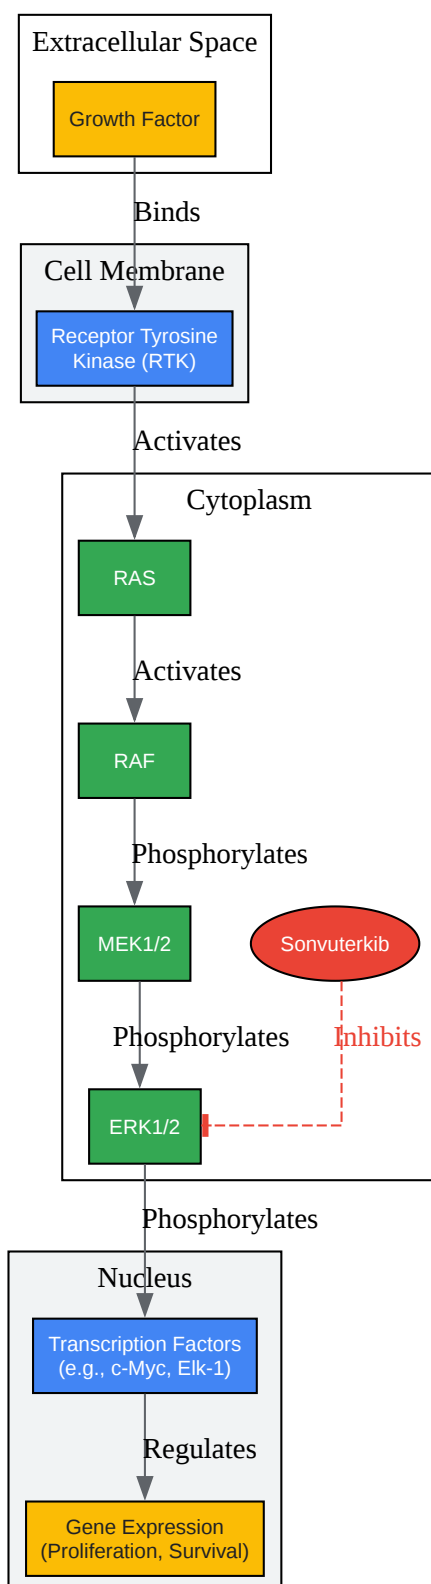 Extracellular Space
Growth Factor
Binds
Cell Membrane
Receptor Tyrosine
Kinase (RTK)
Activates
Cytoplasm
RAS
Activates
RAF
Phosphorylates
MEK1/2
Sonvuterkib
Phosphorylates
Inhibits
ERK1/2
Phosphorylates
Nucleus
Transcription Factors
(e.g., c-Myc, Elk-1)
Regulates
Gene Expression
(Proliferation, Survival)